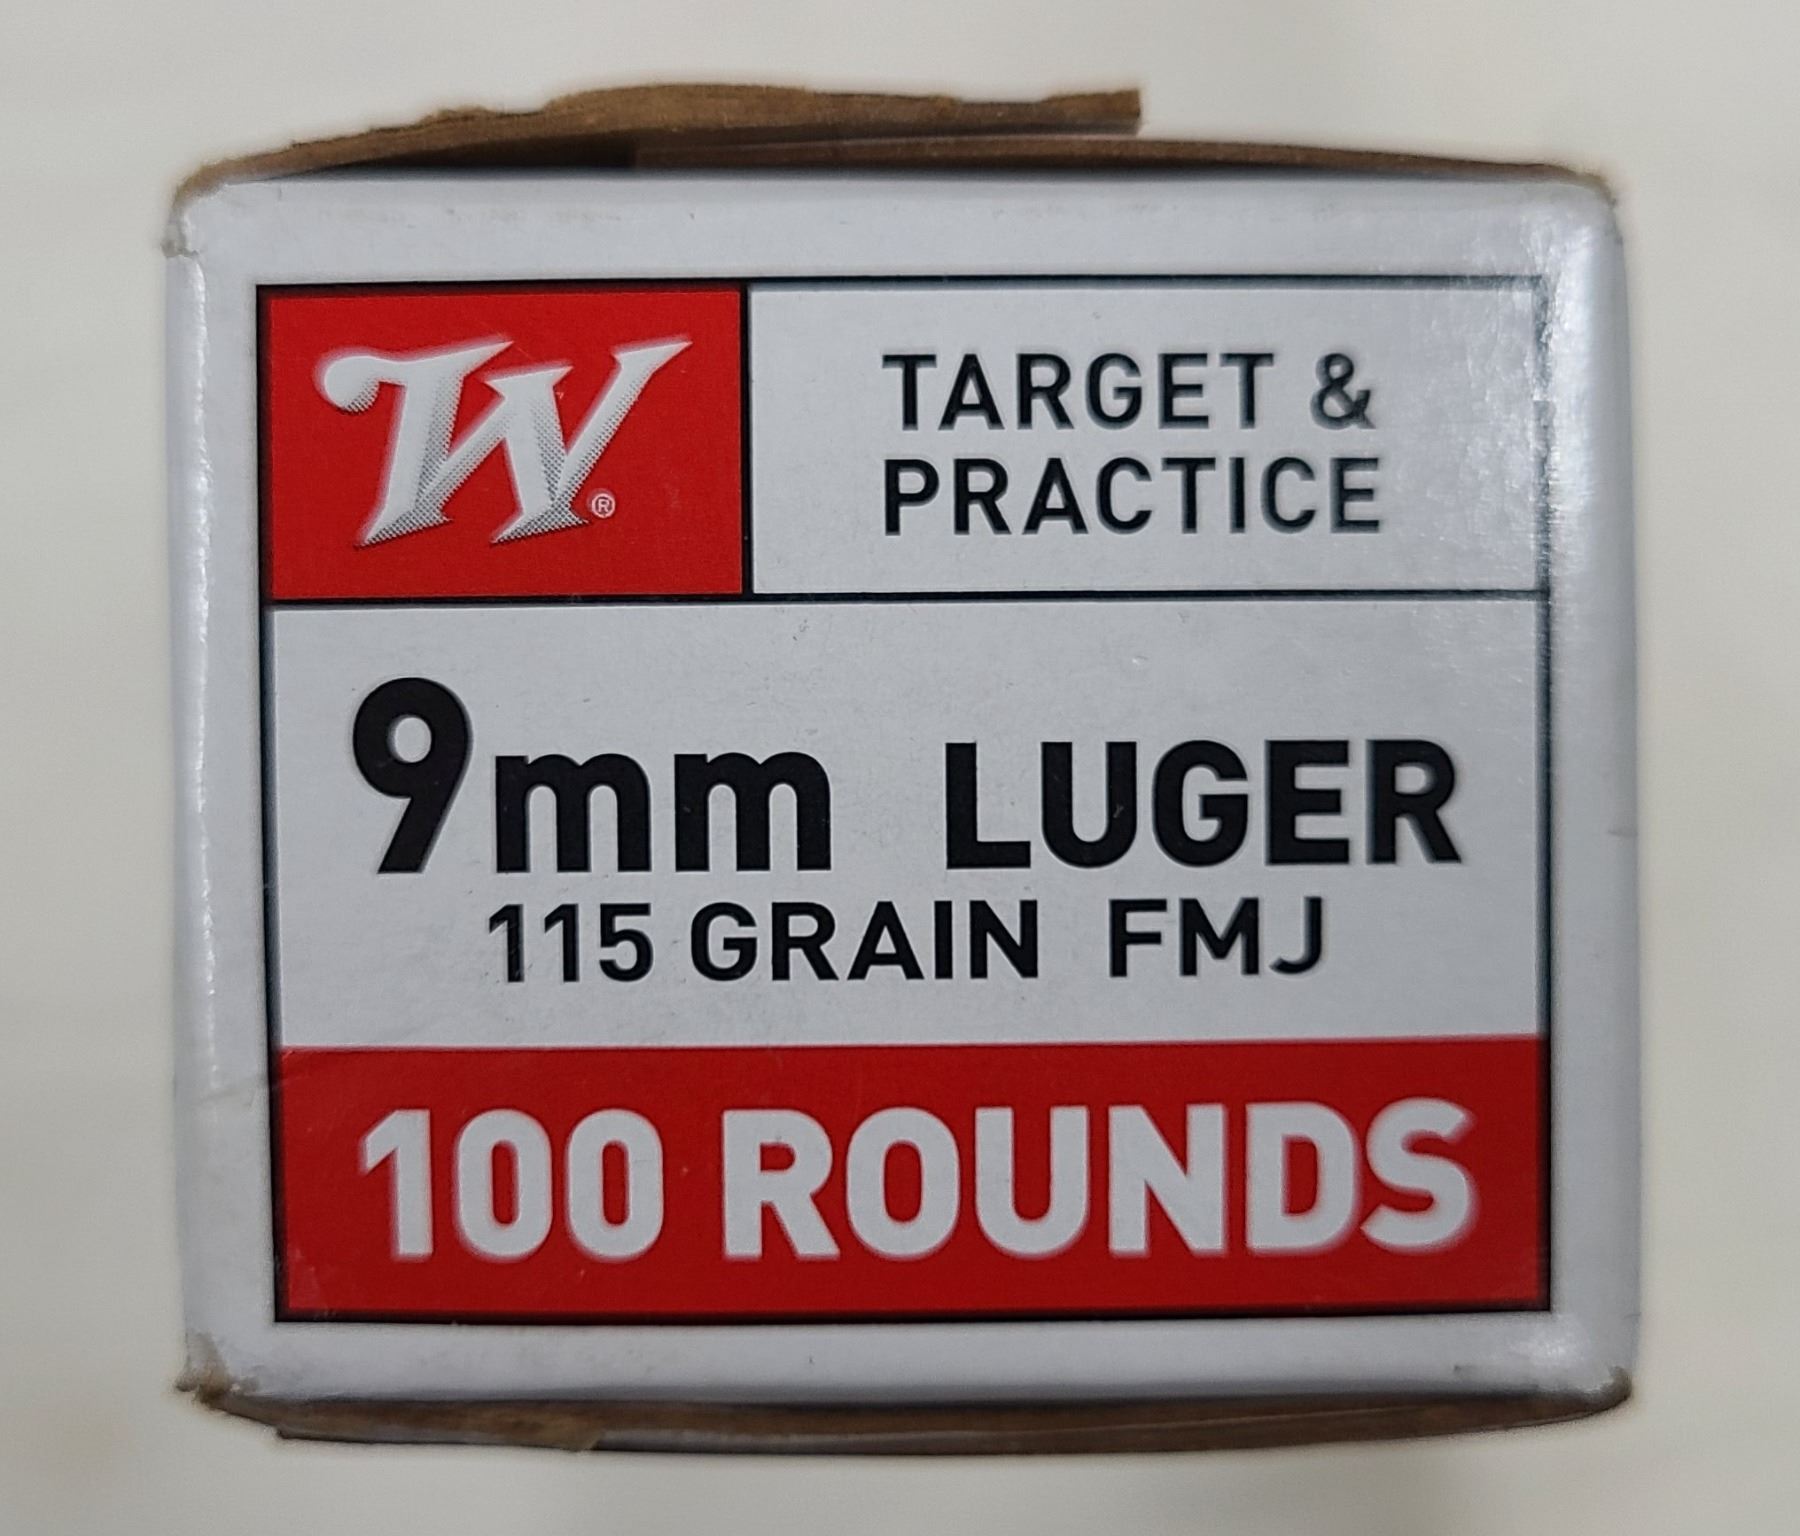 W®
TARGET &
PRACTICE
9mm LUGER
115 GRAIN FMJ
100 ROUNDS